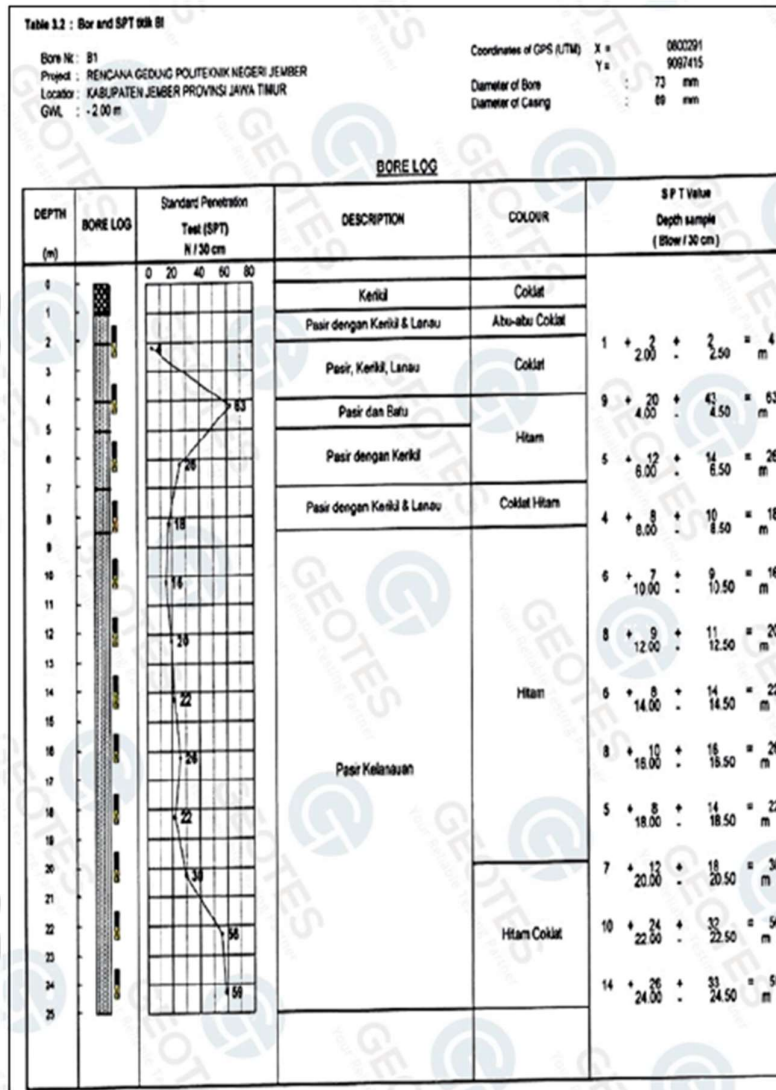 Table 3.2 : Bor and SPT titik B1
Bore Nr. : B1
Project : RENCANA GEDUNG POLITEKNIK NEGERI JEMBER
Location : KABUPATEN JEMBER PROVINSI JAWA TIMUR
GWL : - 2.00 m
Coordinates of GPS (UTM) X = 0800291
Y = 9097415
Diameter of Bore : 73 mm
Diameter of Casing : 89 mm
BORE LOG
DEPTH (m)
BORE LOG
Standard Penetration Test (SPT) N / 30 cm
DESCRIPTION
COLOUR
S P T Value Depth sample ( Blow / 30 cm )
0 20 40 60 80
0
1
2
3
4
5
6
7
8
9
10
11
12
13
14
15
16
17
18
19
20
21
22
23
24
25
4
63
26
18
16
20
22
26
22
30
56
59
Kerikil
Pasir dengan Kerikil & Lanau
Pasir, Kerikil, Lanau
Pasir dan Batu
Pasir dengan Kerikil
Pasir dengan Kerikil & Lanau
Pasir Kelanauan
Coklat
Abu-abu Coklat
Coklat
Hitam
Coklat Hitam
Hitam
Hitam Coklat
1 + 2 + 2 = 4
2.00 - 2.50 m
9 + 20 + 43 = 63
4.00 - 4.50 m
5 + 12 + 14 = 26
6.00 - 6.50 m
4 + 8 + 10 = 18
8.00 - 8.50 m
6 + 7 + 9 = 16
10.00 - 10.50 m
8 + 9 + 11 = 20
12.00 - 12.50 m
6 + 8 + 14 = 22
14.00 - 14.50 m
8 + 10 + 16 = 26
16.00 - 16.50 m
5 + 8 + 14 = 22
18.00 - 18.50 m
7 + 12 + 18 = 30
20.00 - 20.50 m
10 + 24 + 32 = 5
22.00 - 22.50 m
14 + 26 + 33 = 5
24.00 - 24.50 m
GEOTES
Your Reliable Testing Partner